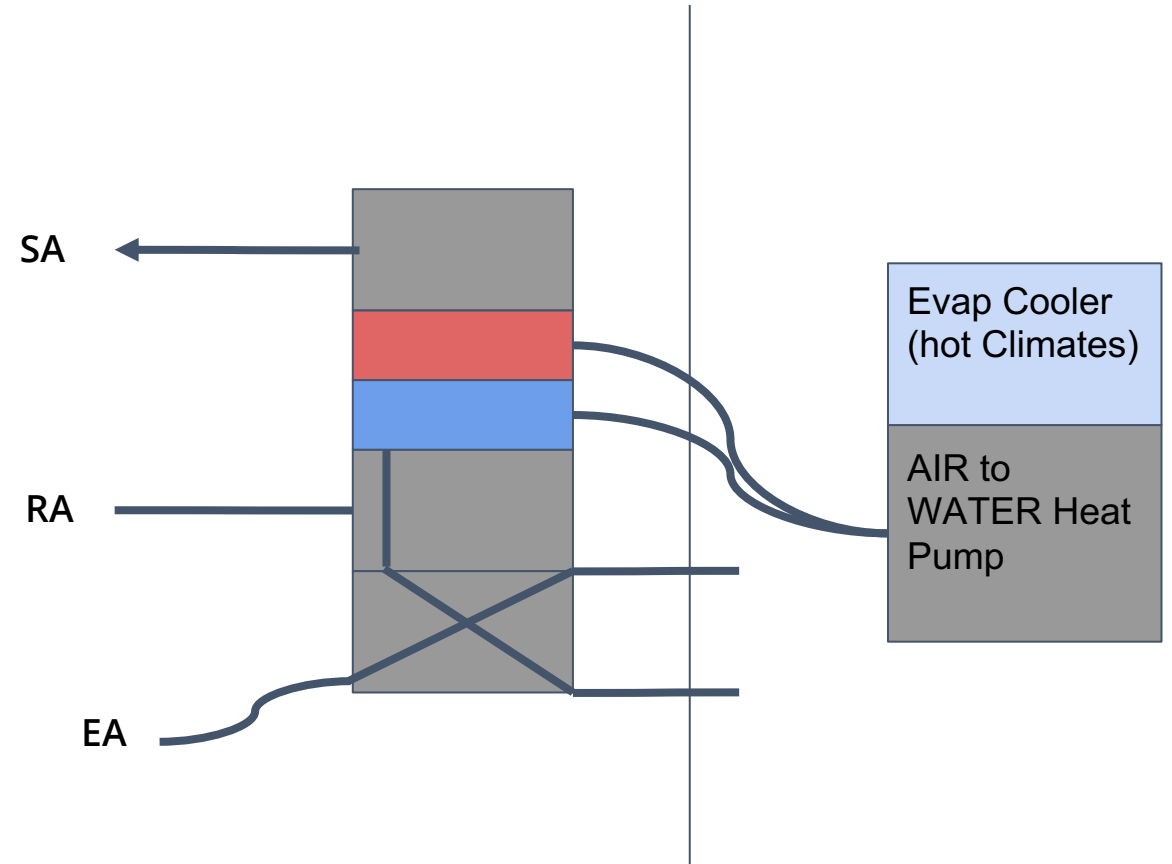 SA
Evap Cooler
(hot Climates)
AIR to
WATER Heat
Pump
RA
EA